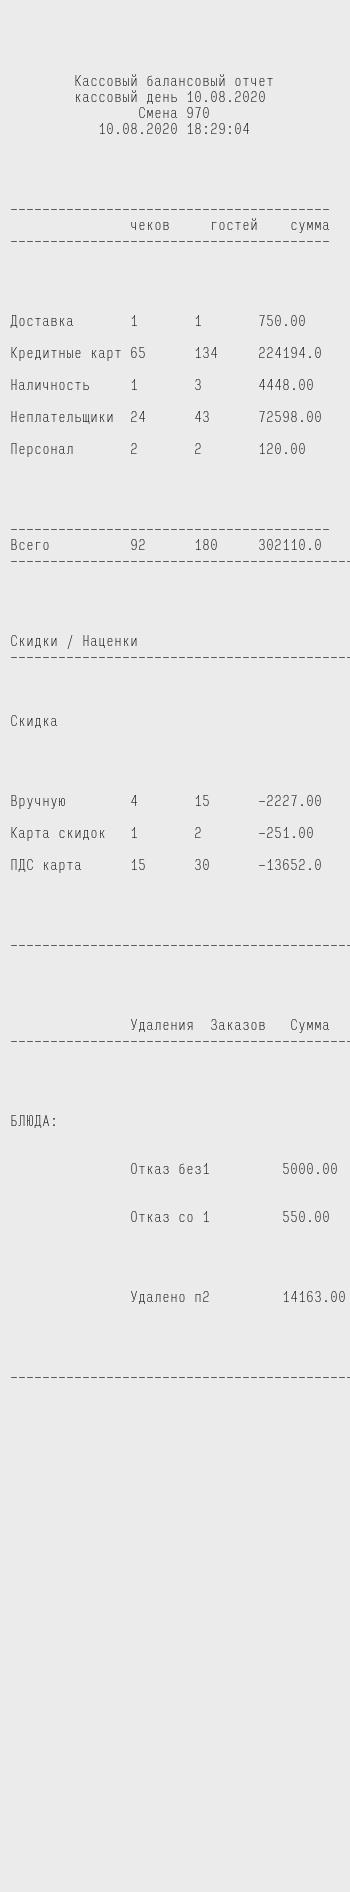 Кассовый балансовый отчет
кассовый день 10.08.2020
Смена 970
10.08.2020 18:29:04
----------------------------------------
чеков гостей сумма
----------------------------------------
Доставка 1 1 750.00
Кредитные карт 65 134 224194.0
Наличность 1 3 4448.00
Неплательщики 24 43 72598.00
Персонал 2 2 120.00
----------------------------------------
Всего 92 180 302110.0
-------------------------------------------
Скидки / Наценки
-------------------------------------------
Скидка
Вручную 4 15 -2227.00
Карта скидок 1 2 -251.00
ПДС карта 15 30 -13652.0
-------------------------------------------
Удаления Заказов Сумма
-------------------------------------------
БЛЮДА:
Отказ без1 5000.00
Отказ со 1 550.00
Удалено п2 14163.00
-------------------------------------------